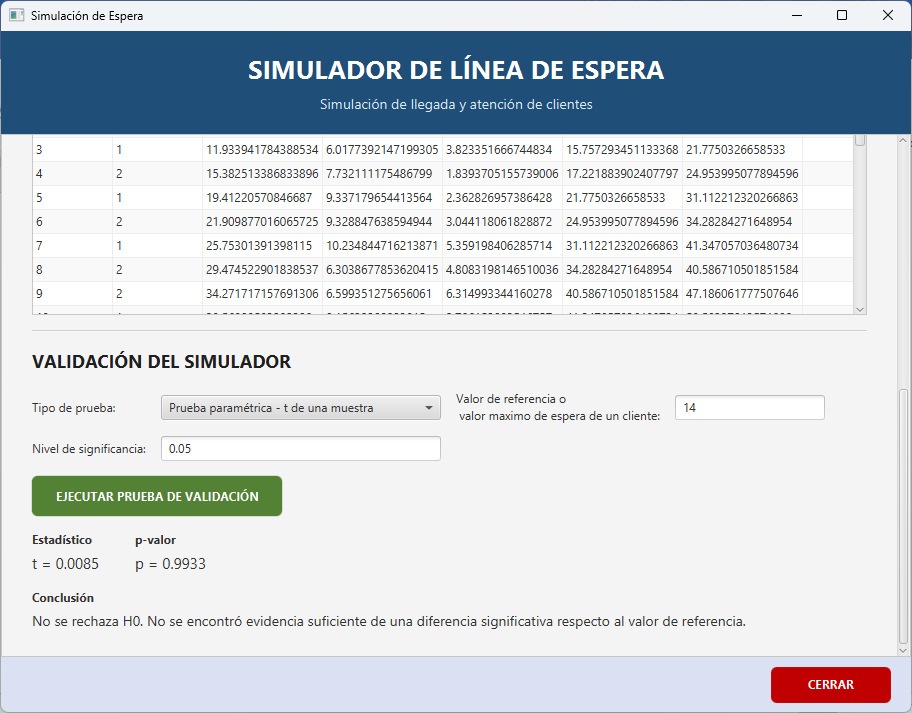 Simulación de Espera
SIMULADOR DE LÍNEA DE ESPERA
Simulación de llegada y atención de clientes
3 1 11.933941784388534 6.0177392147199305 3.823351666744834 15.757293451133368 21.7750326658533
4 2 15.382513386833896 7.732111175486799 1.8393705155739006 17.221883902407797 24.953995077894596
5 1 19.41220570846687 9.337179654413564 2.362826957386428 21.7750326658533 31.112212320266863
6 2 21.909877016065725 9.328847638594944 3.044118061828872 24.953995077894596 34.28284271648954
7 1 25.75301391398115 10.234844716213871 5.359198406285714 31.112212320266863 41.347057036480734
8 2 29.474522901838537 6.3038677853620415 4.8083198146510036 34.28284271648954 40.586710501851584
9 2 34.271717157691306 6.599351275656061 6.314993344160278 40.586710501851584 47.186061777507646
VALIDACIÓN DEL SIMULADOR
Tipo de prueba: Prueba paramétrica - t de una muestra
Valor de referencia o
valor maximo de espera de un cliente: 14
Nivel de significancia: 0.05
EJECUTAR PRUEBA DE VALIDACIÓN
Estadístico p-valor
t = 0.0085 p = 0.9933
Conclusión
No se rechaza H0. No se encontró evidencia suficiente de una diferencia significativa respecto al valor de referencia.
CERRAR